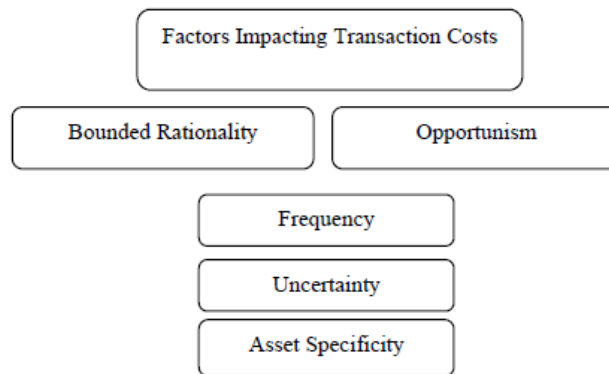 Factors Impacting Transaction Costs
Bounded Rationality
Opportunism
Frequency
Uncertainty
Asset Specificity